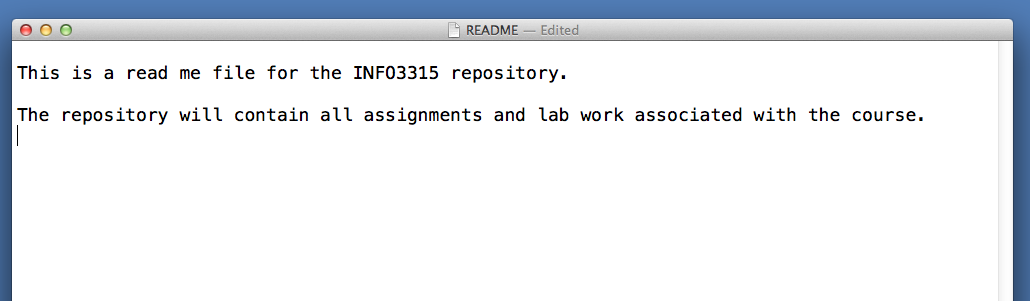 README — Edited
This is a read me file for the INFO3315 repository.
The repository will contain all assignments and lab work associated with the course.